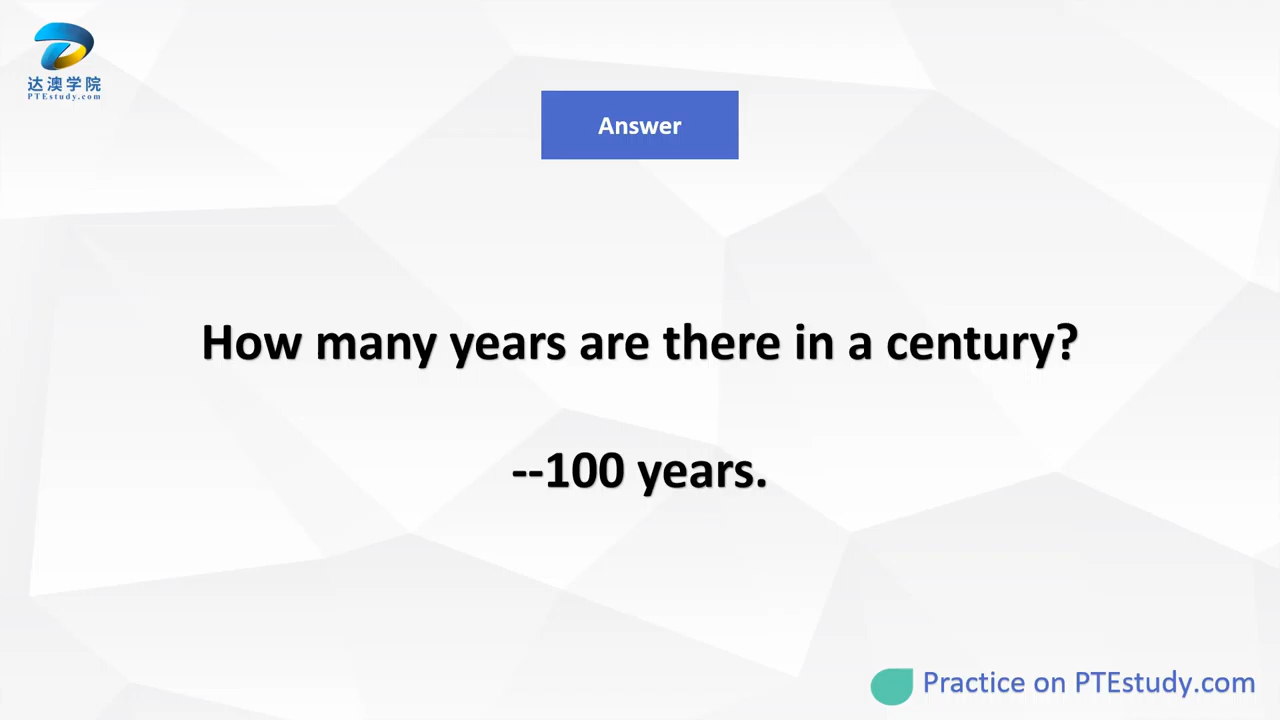 达澳学院
PTEstudy.com
Answer
How many years are there in a century?
--100 years.
Practice on PTEstudy.com